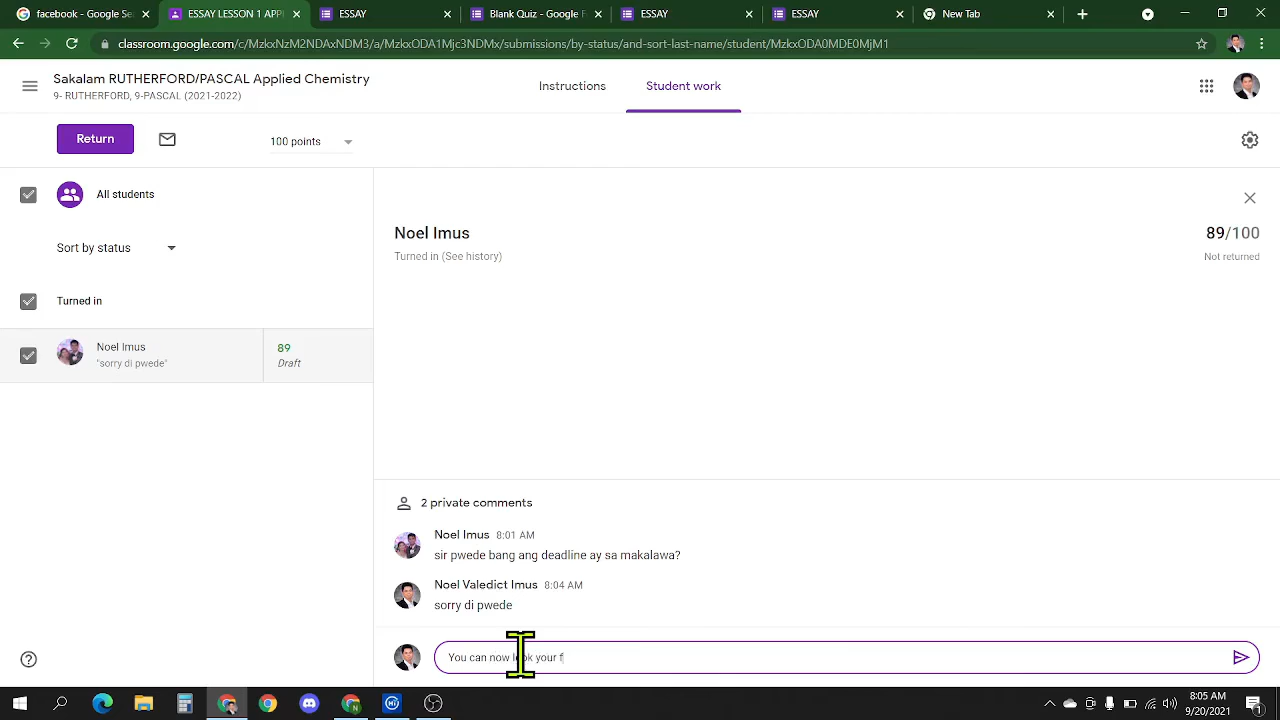 facebook - Google Se
ESSAY LESSON 1 APPI
ESSAY
Blank Quiz - Google F
ESSAY
ESSAY
New Tab
classroom.google.com/c/MzkxNzM2NDAxNDM3/a/MzkxODA1Mjc3NDMx/submissions/by-status/and-sort-last-name/student/MzkxODA0MDE0MjM1
Sakalam RUTHERFORD/PASCAL Applied Chemistry
9- RUTHERFORD, 9-PASCAL (2021-2022)
Instructions
Student work
Return
100 points
All students
Sort by status
Turned in
Noel Imus
"sorry di pwede"
89
Draft
Noel Imus
Turned in (See history)
89/100
Not returned
2 private comments
Noel Imus 8:01 AM
sir pwede bang ang deadline ay sa makalawa?
Noel Valedict Imus 8:04 AM
sorry di pwede
You can now look your f
8:05 AM
9/20/2021